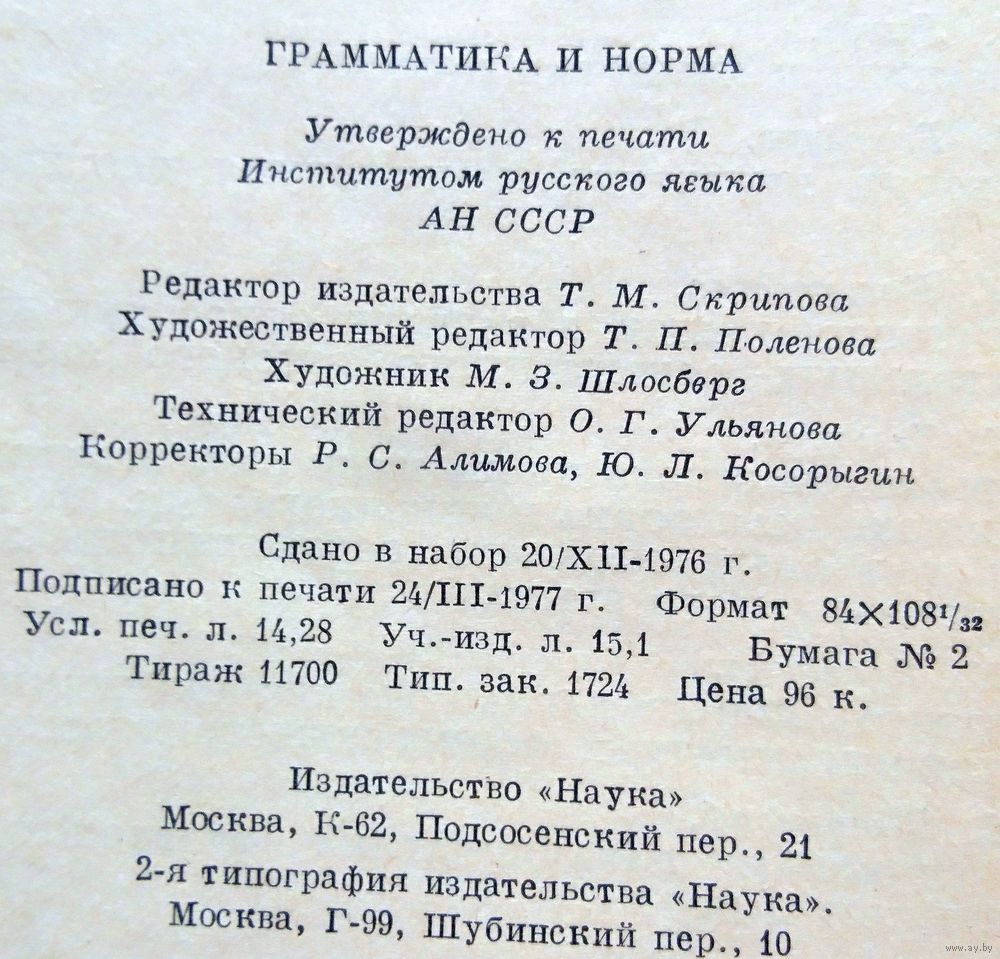 ГРАММАТИКА И НОРМА
Утверждено к печати
Институтом русского языка
АН СССР
Редактор издательства Т. М. Скрипова
Художественный редактор Т. П. Поленова
Художник М. З. Шлосберг
Технический редактор О. Г. Ульянова
Корректоры Р. С. Алимова, Ю. Л. Косорыгин
Сдано в набор 20/XII-1976 г.
Подписано к печати 24/III-1977 г. Формат 84×108¹/₃₂
Усл. печ. л. 14,28 Уч.-изд. л. 15,1 Бумага № 2
Тираж 11700 Тип. зак. 1724 Цена 96 к.
Издательство «Наука»
Москва, К-62, Подсосенский пер., 21
2-я типография издательства «Наука».
Москва, Г-99, Шубинский пер., 10
www.ay.by